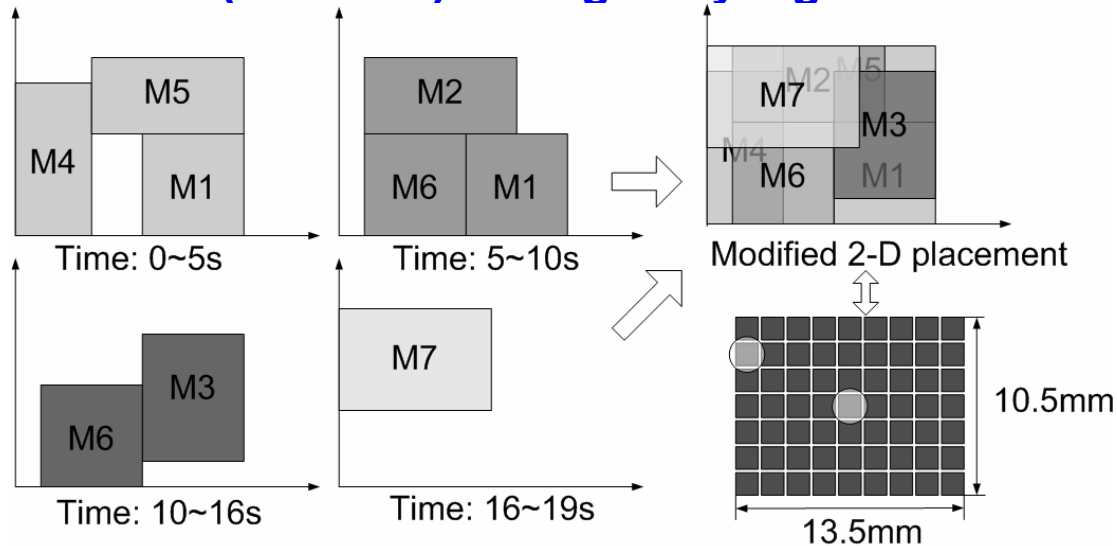 M5
M4
M1
Time: 0~5s
M2
M6
M1
Time: 5~10s
M5
M2
M7
M3
M4
M6
M1
Modified 2-D placement
M3
M6
Time: 10~16s
M7
Time: 16~19s
10.5mm
13.5mm